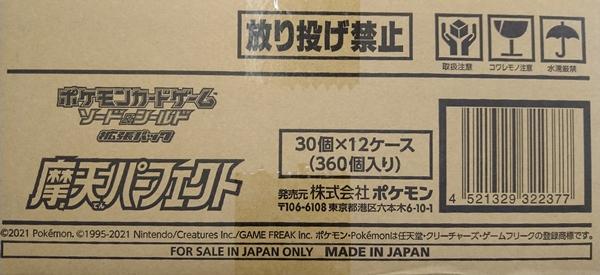 放り投げ禁止
取扱注意 コワレモノ注意 水濡厳禁
ポケモンカードゲーム
ソード&シールド
拡張パック
摩天パーフェクト
まてん
30個×12ケース
(360個入り)
発売元 株式会社 ポケモン
〒106-6108 東京都港区六本木6-10-1
4 521329 322377
©2021 Pokémon. ©1995-2021 Nintendo/Creatures Inc./GAME FREAK inc. ポケモン・Pokémonは任天堂・クリーチャーズ・ゲームフリークの登録商標です。
FOR SALE IN JAPAN ONLY MADE IN JAPAN